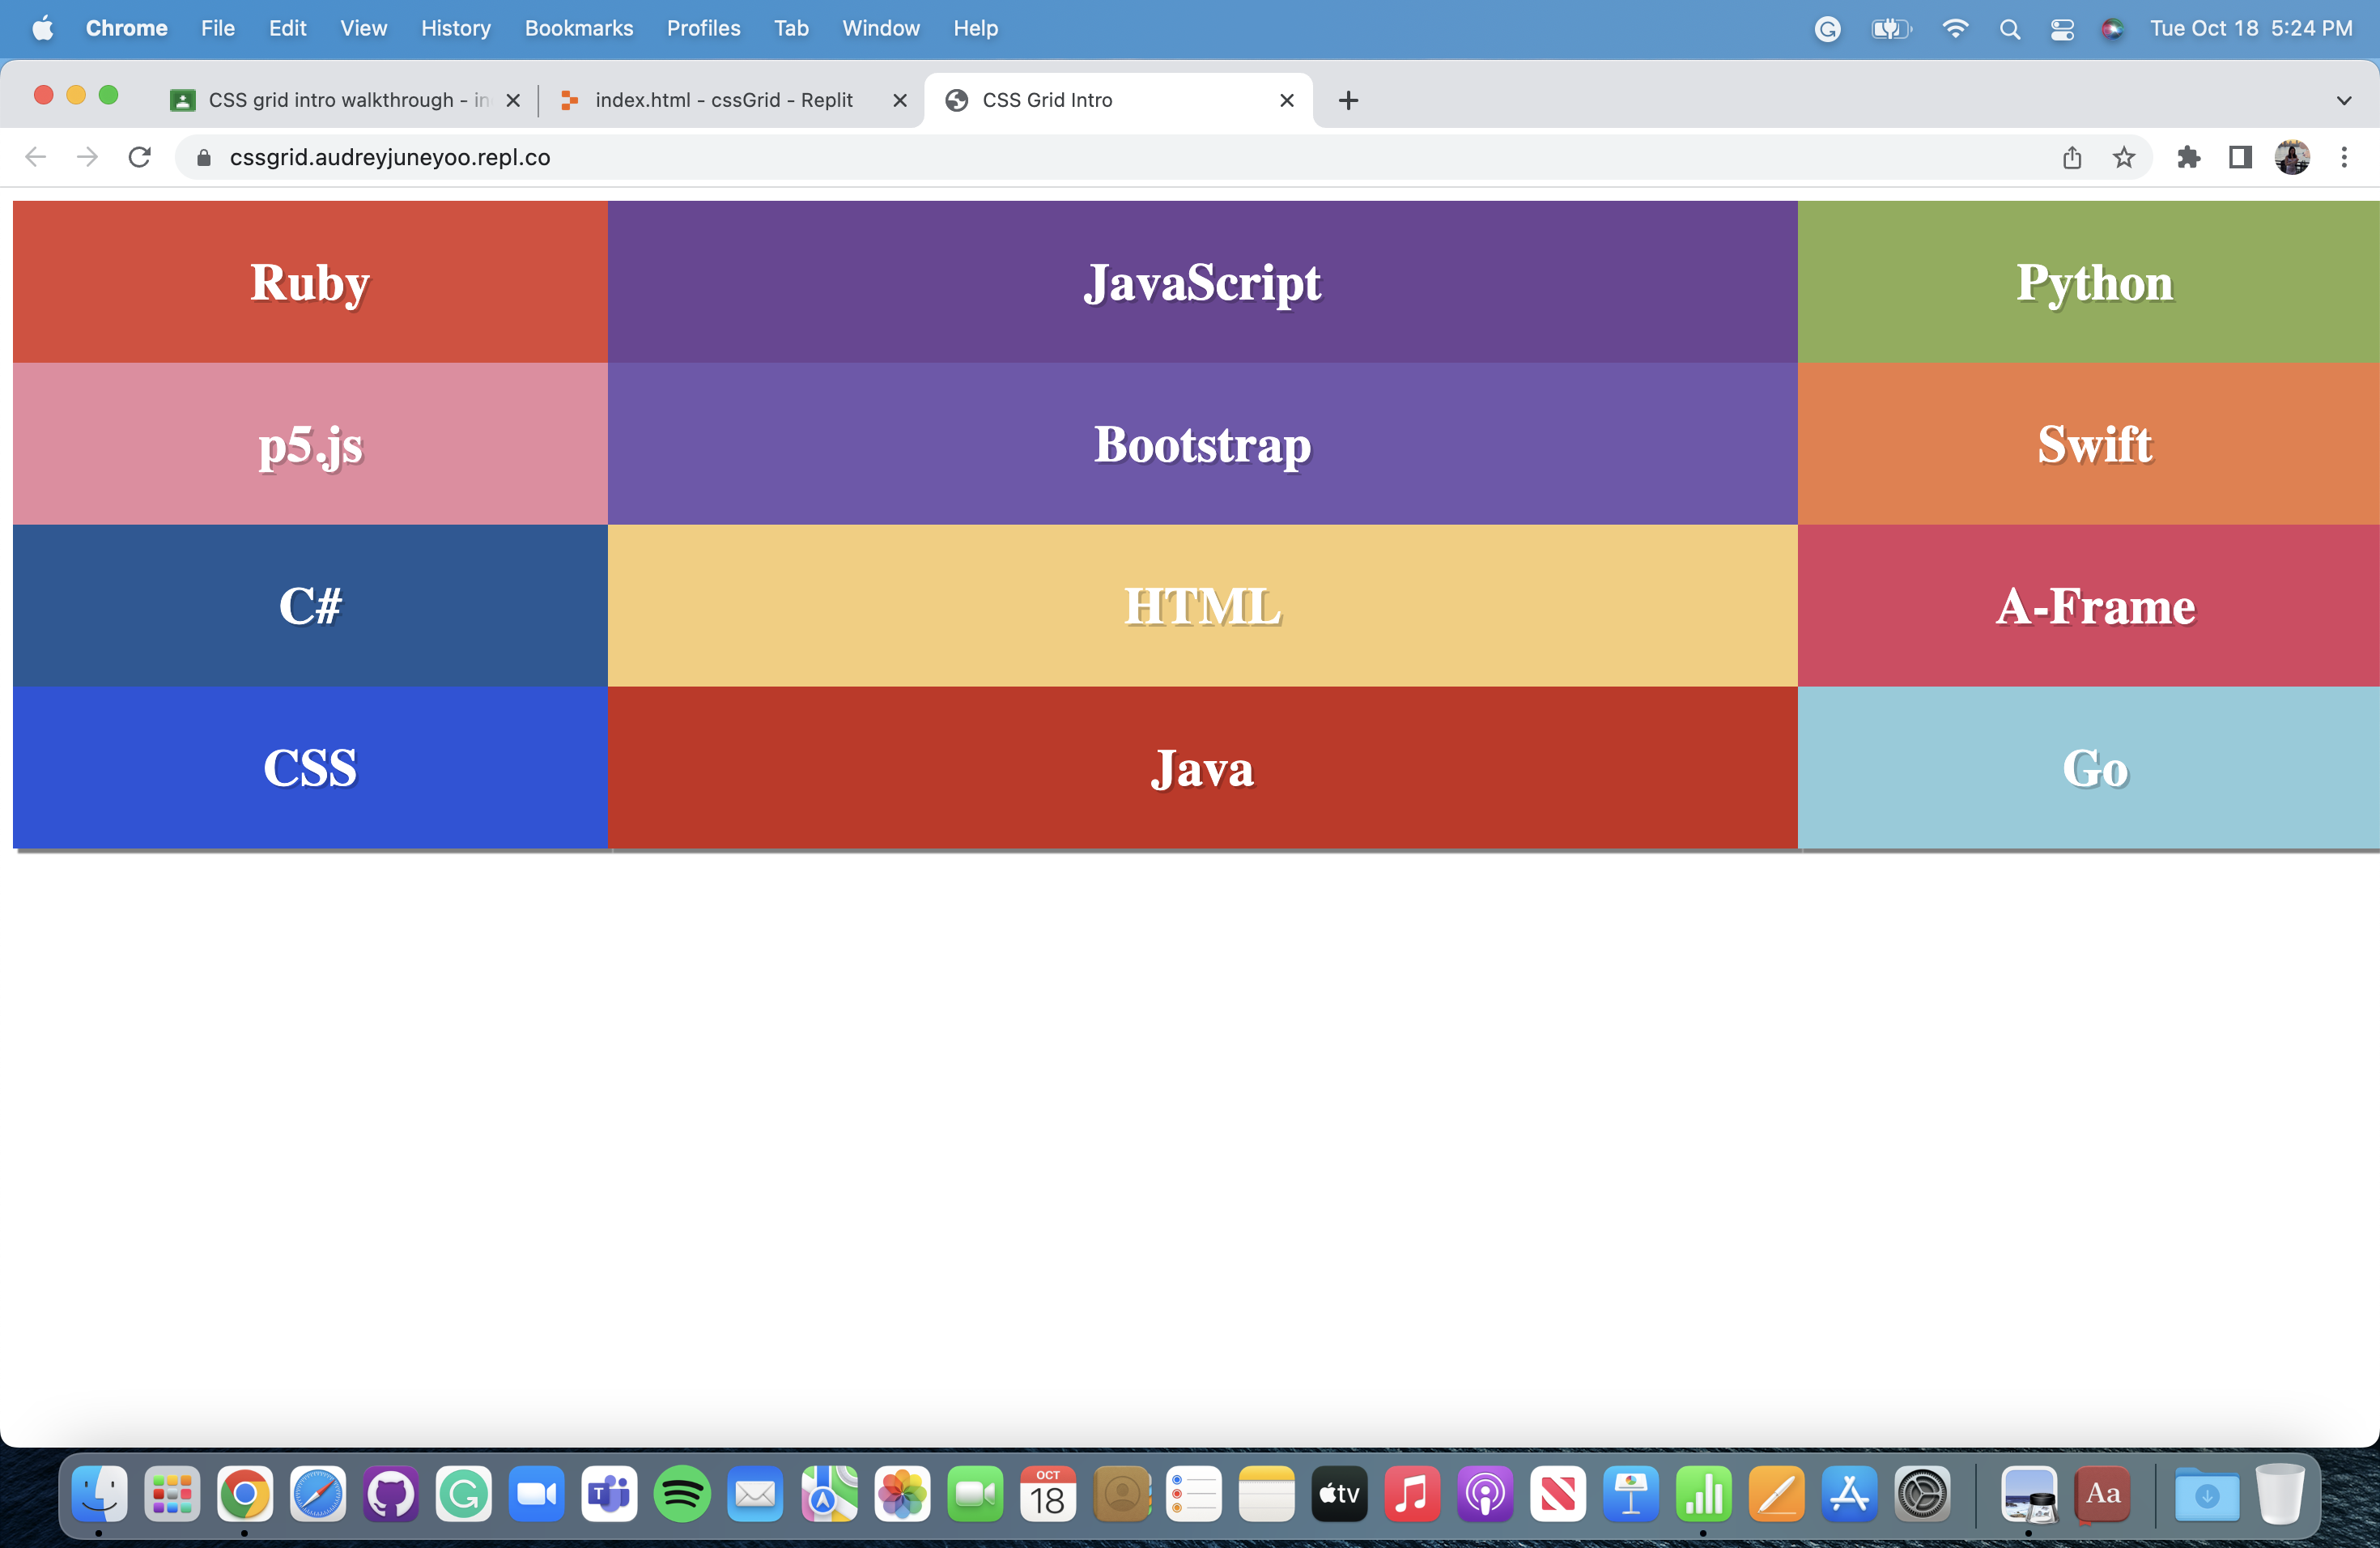 Chrome File Edit View History Bookmarks Profiles Tab Window Help Tue Oct 18 5:24 PM
CSS grid intro walkthrough - in index.html - cssGrid - Replit CSS Grid Intro
cssgrid.audreyjuneyoo.repl.co
Ruby JavaScript Python
p5.js Bootstrap Swift
C# HTML A-Frame
CSS Java Go
OCT
18
T
tv
Aa